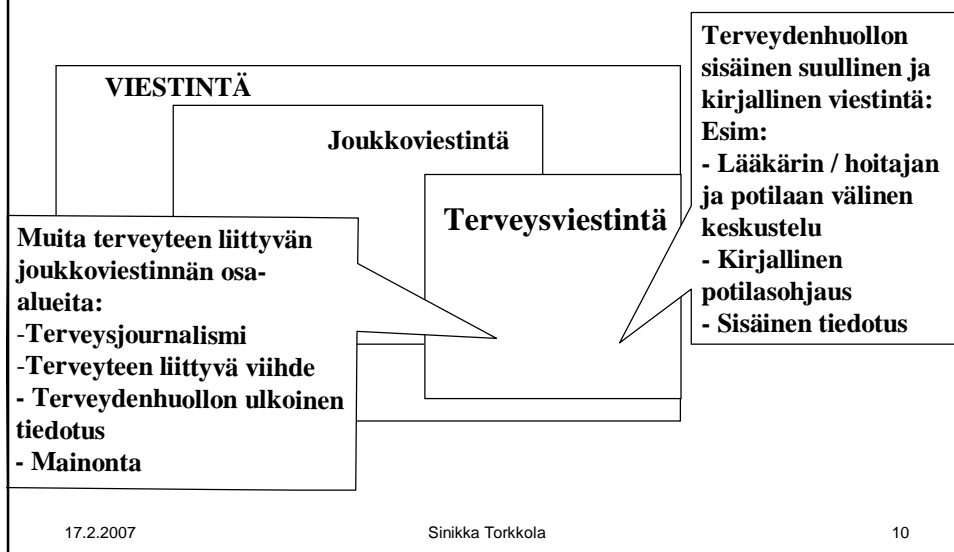 VIESTINTÄ
Joukkoviestintä
Terveysviestintä
Terveydenhuollon
sisäinen suullinen ja
kirjallinen viestintä:
Esim:
- Lääkärin / hoitajan
ja potilaan välinen
keskustelu
- Kirjallinen
potilasohjaus
- Sisäinen tiedotus
Muita terveyteen liittyvän
joukkoviestinnän osa-
alueita:
-Terveysjournalismi
-Terveyteen liittyvä viihde
- Terveydenhuollon ulkoinen
tiedotus
- Mainonta
17.2.2007
Sinikka Torkkola
10